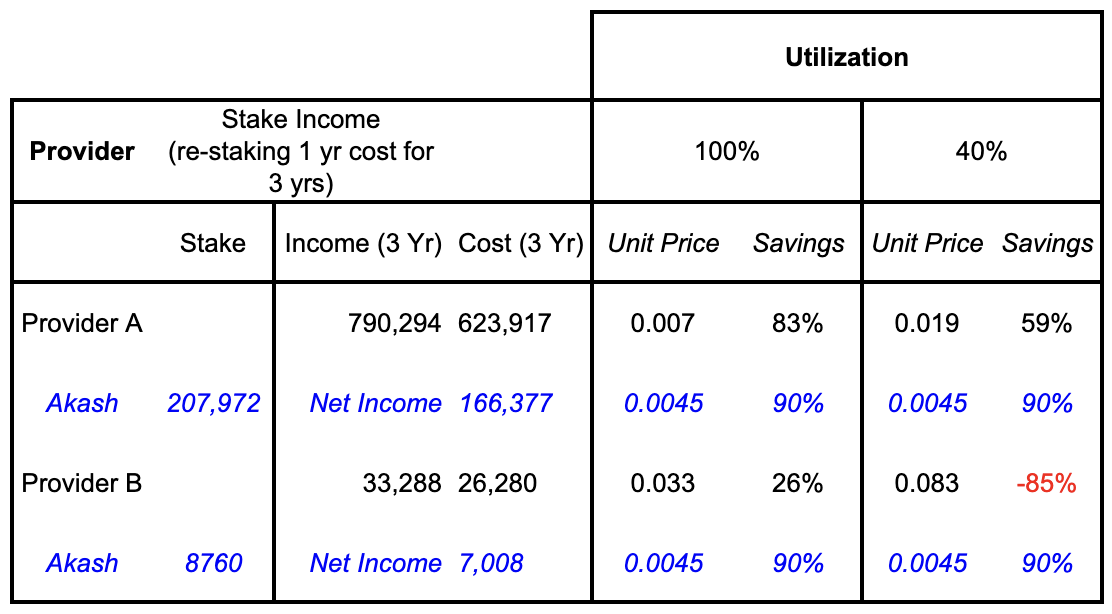 Utilization
Stake Income
Provider (re-staking 1 yr cost for 100% 40%
3 yrs)
Stake Income (3 Yr) Cost (3 Yr) Unit Price Savings Unit Price Savings
Provider A 790,294 623,917 0.007 83% 0.019 59%
Akash 207,972 Net Income 166,377 0.0045 90% 0.0045 90%
Provider B 33,288 26,280 0.033 26% 0.083 -85%
Akash 8760 Net Income 7,008 0.0045 90% 0.0045 90%